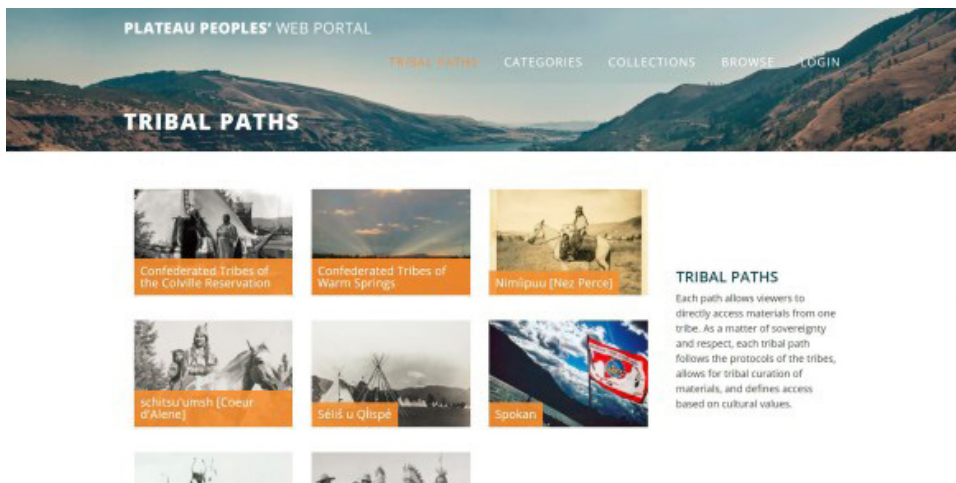 PLATEAU PEOPLES' WEB PORTAL
TRIBAL PATHS CATEGORIES COLLECTIONS BROWSE LOGIN
TRIBAL PATHS
Confederated Tribes of
the Colville Reservation
Confederated Tribes of
Warm Springs
Nimíipuu [Nez Perce]
schitsu'umsh [Coeur
d'Alene]
Séliš u Ql̓ispé
Spokan
TRIBAL PATHS
Each path allows viewers to
directly access materials from one
tribe. As a matter of sovereignty
and respect, each tribal path
follows the protocols of the tribes,
allows for tribal curation of
materials, and defines access
based on cultural values.